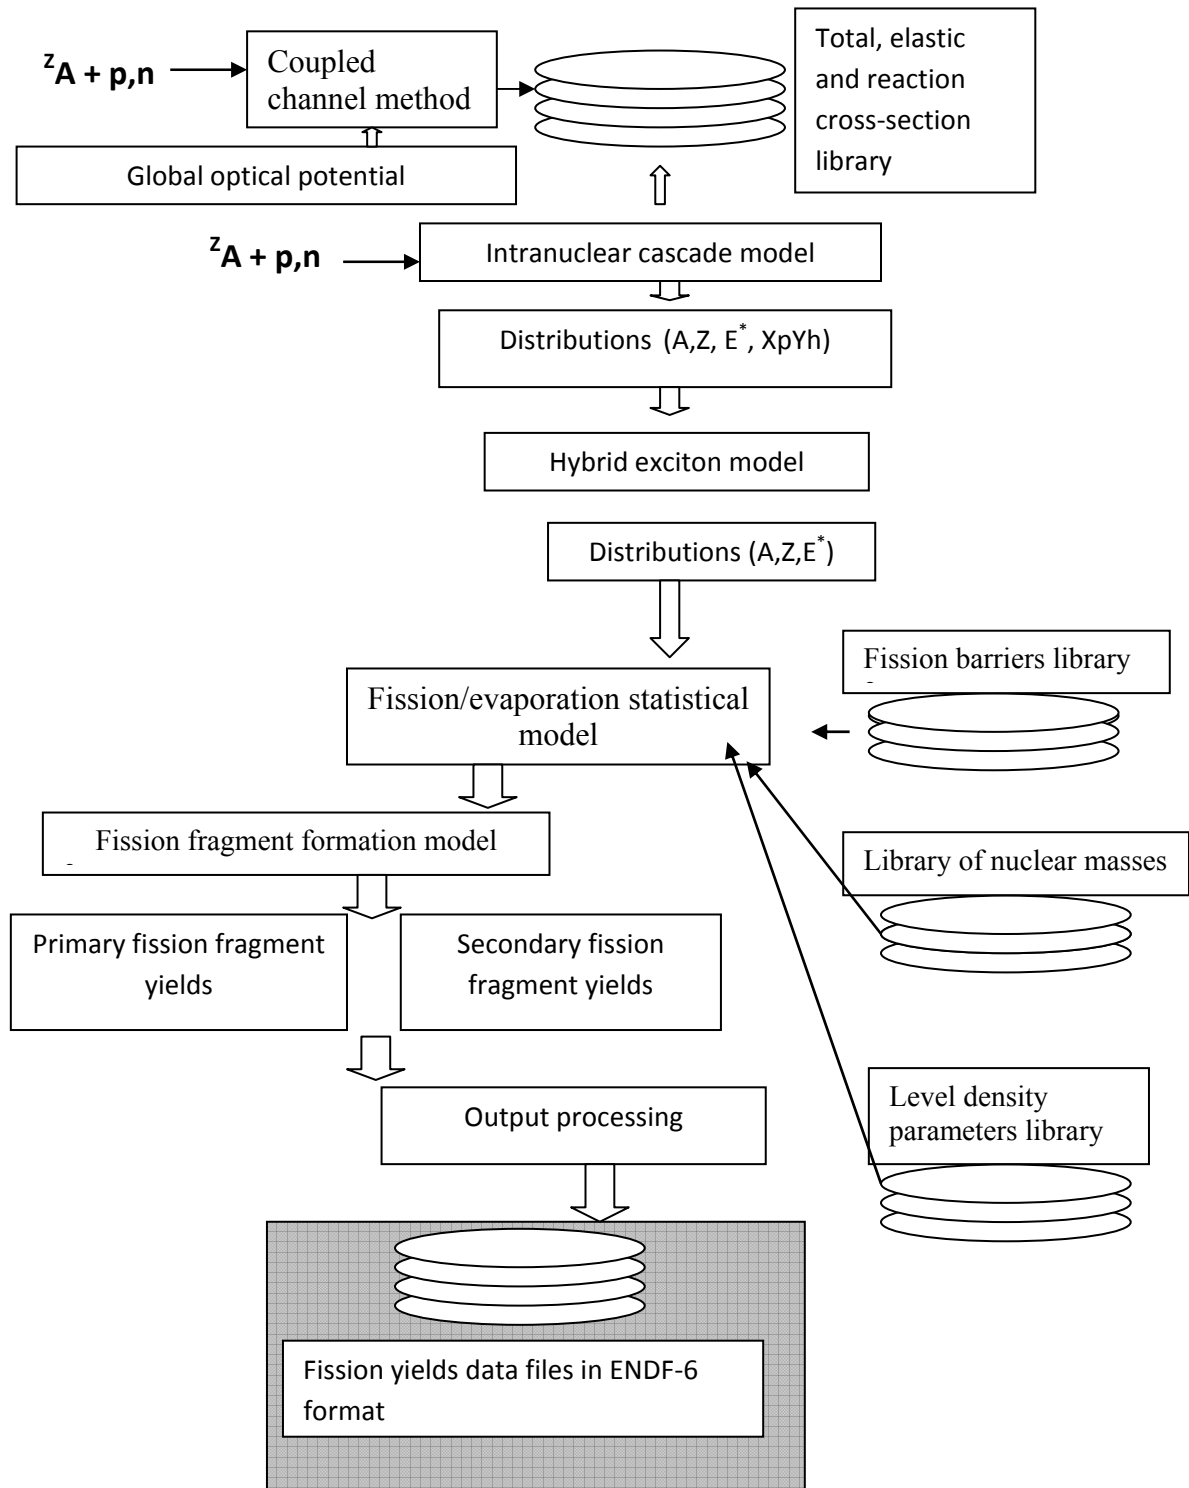 ᶻA + p,n
Coupled
channel method
Total, elastic
and reaction
cross-section
library
Global optical potential
ᶻA + p,n
Intranuclear cascade model
Distributions (A,Z, E*, XpYh)
Hybrid exciton model
Distributions (A,Z,E*)
Fission barriers library
Fission/evaporation statistical
model
Fission fragment formation model
Library of nuclear masses
Primary fission fragment
yields
Secondary fission
fragment yields
Level density
parameters library
Output processing
Fission yields data files in ENDF-6
format